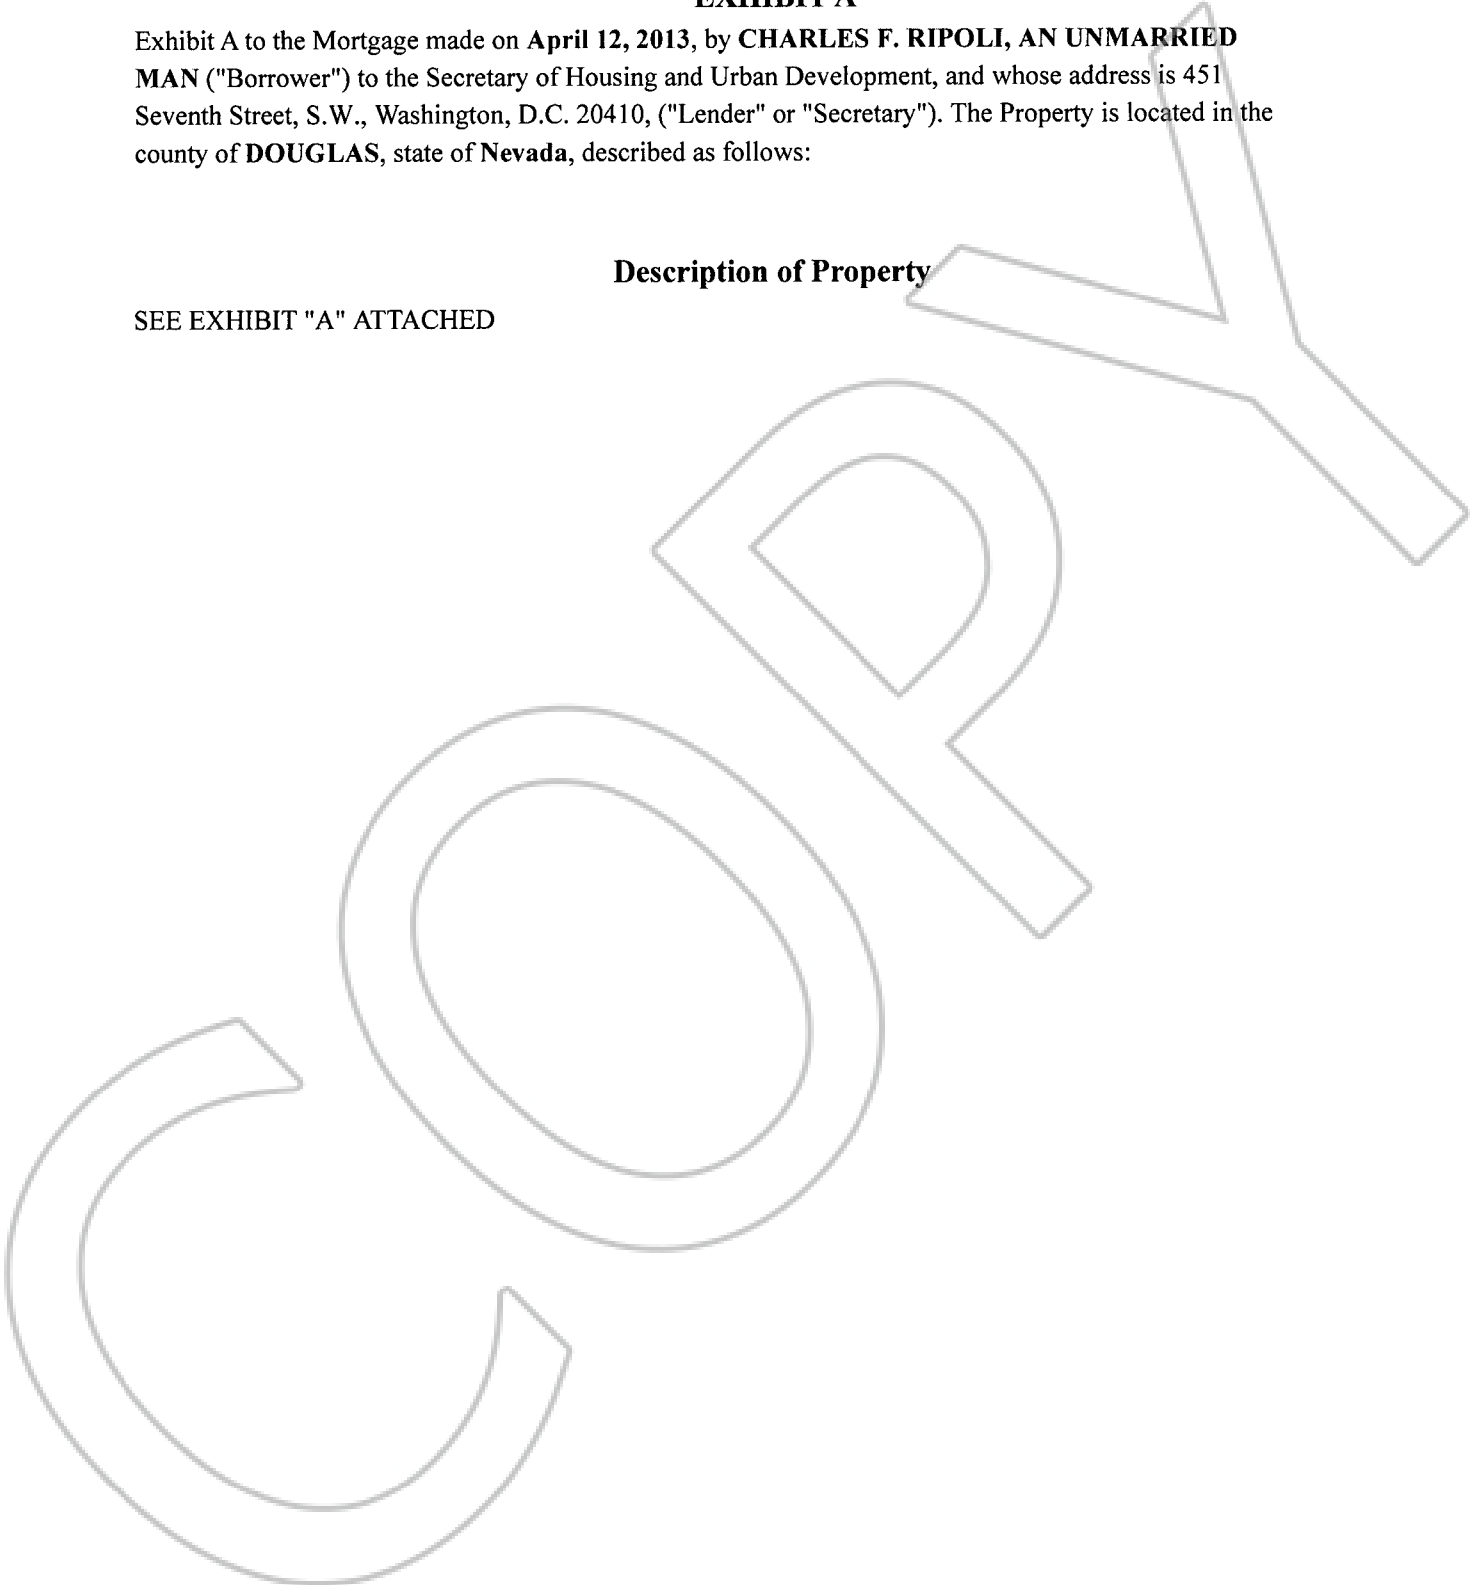 EXHIBIT A
Exhibit A to the Mortgage made on April 12, 2013, by CHARLES F. RIPOLI, AN UNMARRIED
MAN ("Borrower") to the Secretary of Housing and Urban Development, and whose address is 451
Seventh Street, S.W., Washington, D.C. 20410, ("Lender" or "Secretary"). The Property is located in the
county of DOUGLAS, state of Nevada, described as follows:
Description of Property
SEE EXHIBIT "A" ATTACHED
COPY